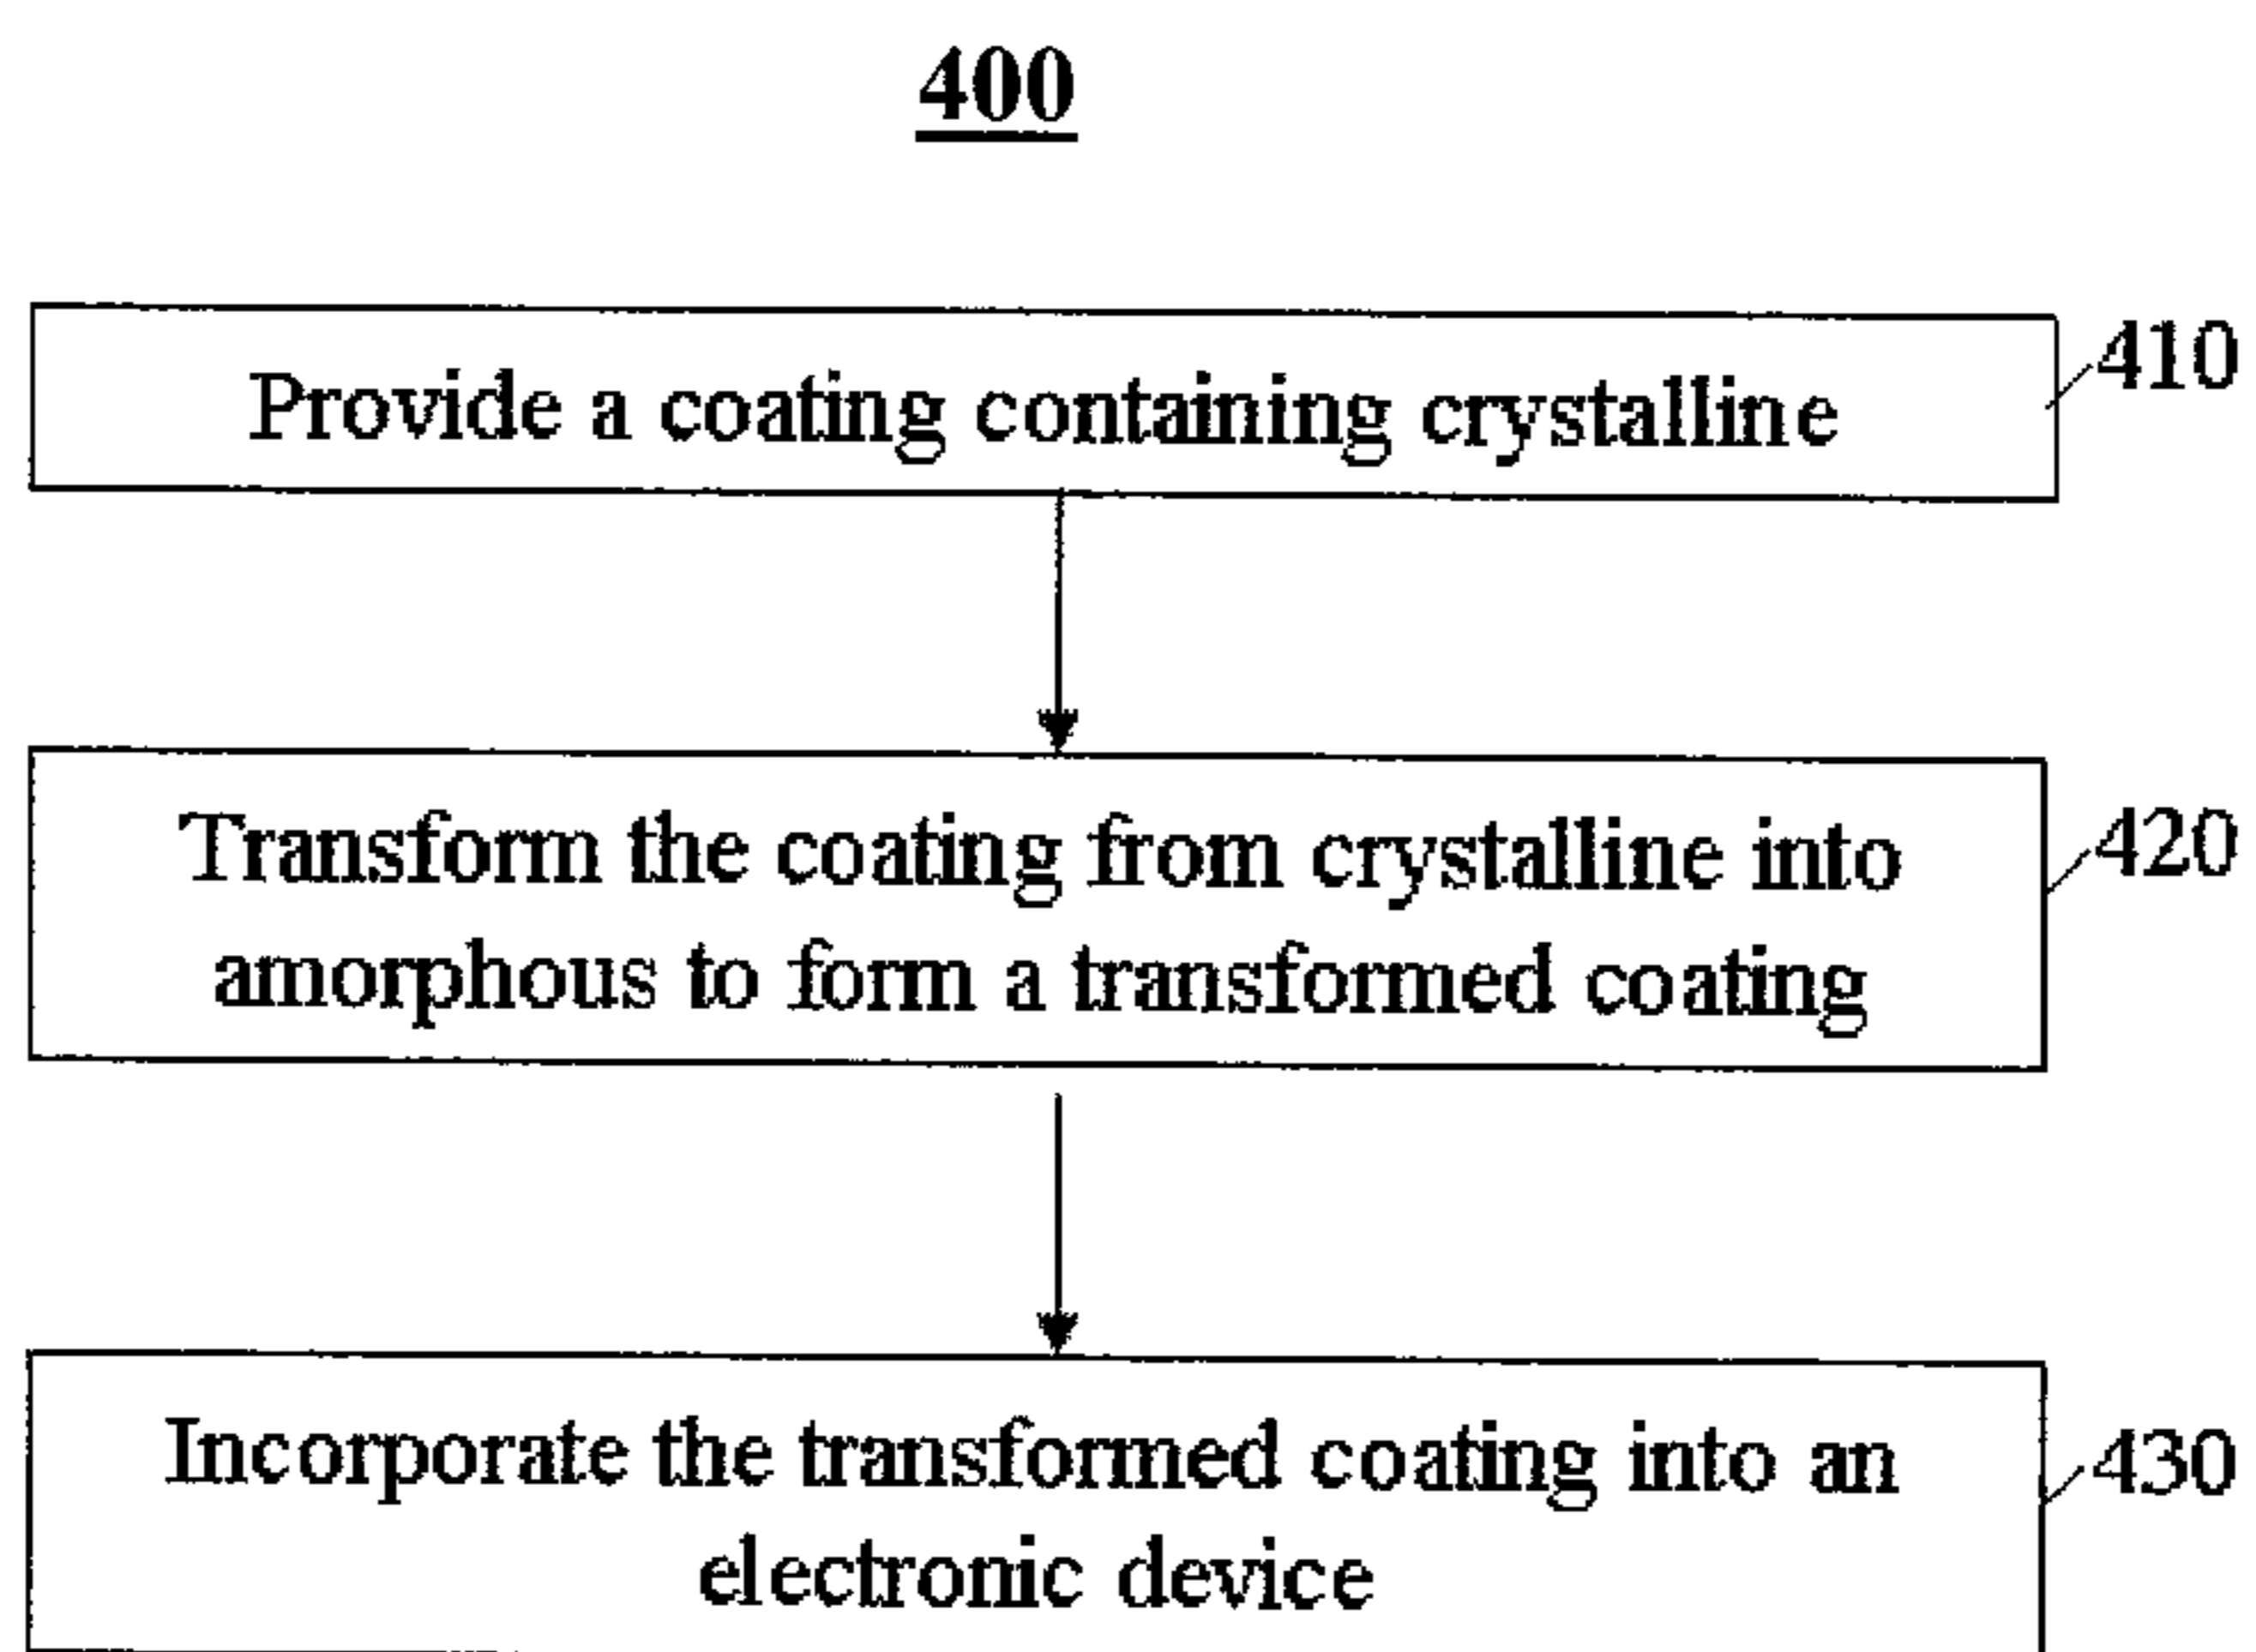 400
Provide a coating containing crystalline
410
Transform the coating from crystalline into
amorphous to form a transformed coating
420
Incorporate the transformed coating into an
electronic device
430